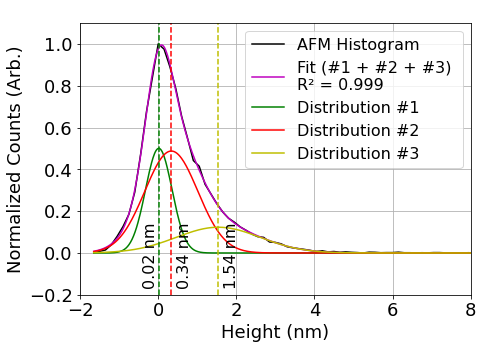 Normalized Counts (Arb.)
1.0
0.8
0.6
0.4
0.2
0.0
−0.2
AFM Histogram
Fit (#1 + #2 + #3)
R² = 0.999
Distribution #1
Distribution #2
Distribution #3
0.02 nm
0.34 nm
1.54 nm
−2 0 2 4 6 8
Height (nm)